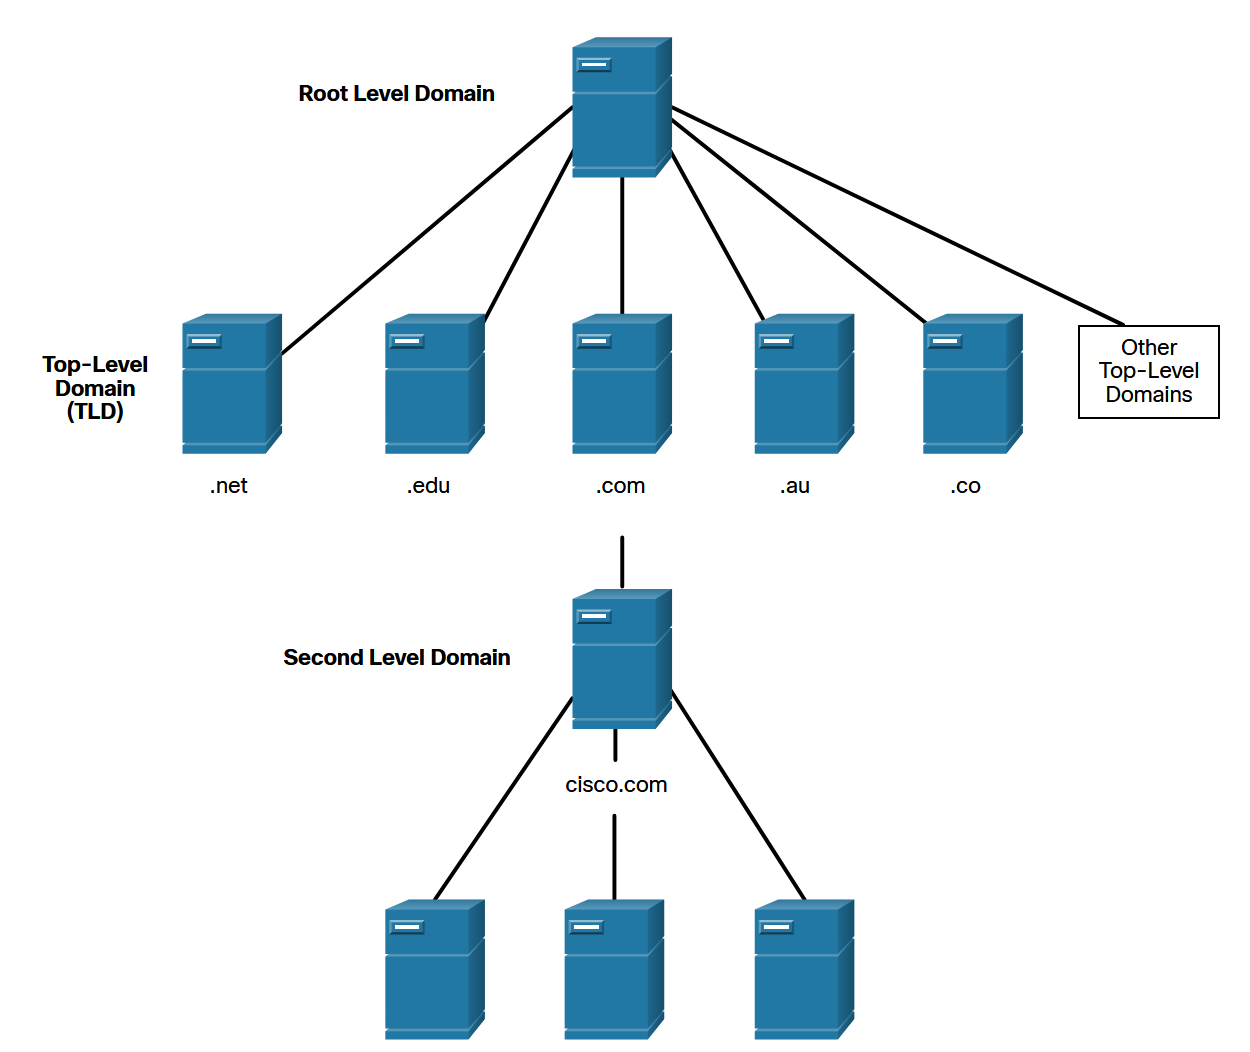 Root Level Domain
Top-Level
Domain
(TLD)
Other
Top-Level
Domains
.net
.edu
.com
.au
.co
Second Level Domain
cisco.com